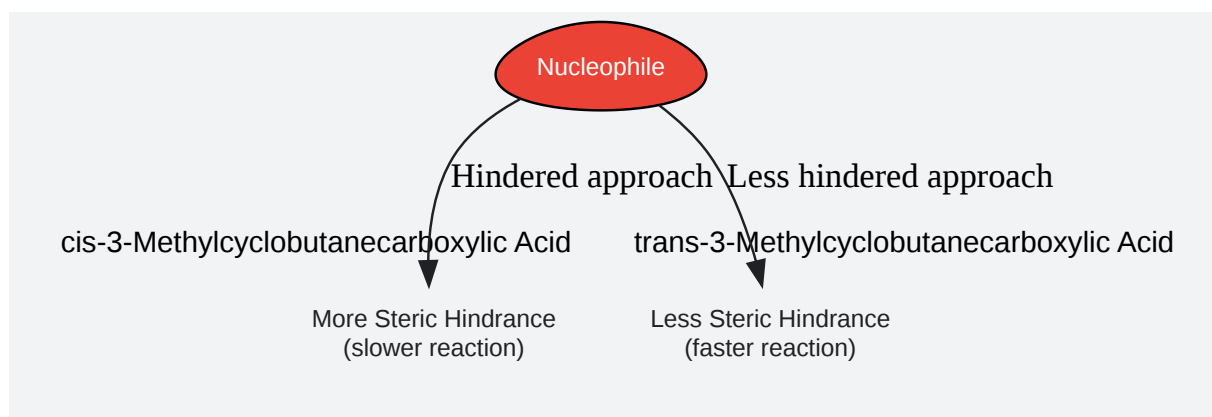 Nucleophile
Hindered approach
Less hindered approach
cis-3-Methylcyclobutanecarboxylic Acid
trans-3-Methylcyclobutanecarboxylic Acid
More Steric Hindrance
(slower reaction)
Less Steric Hindrance
(faster reaction)